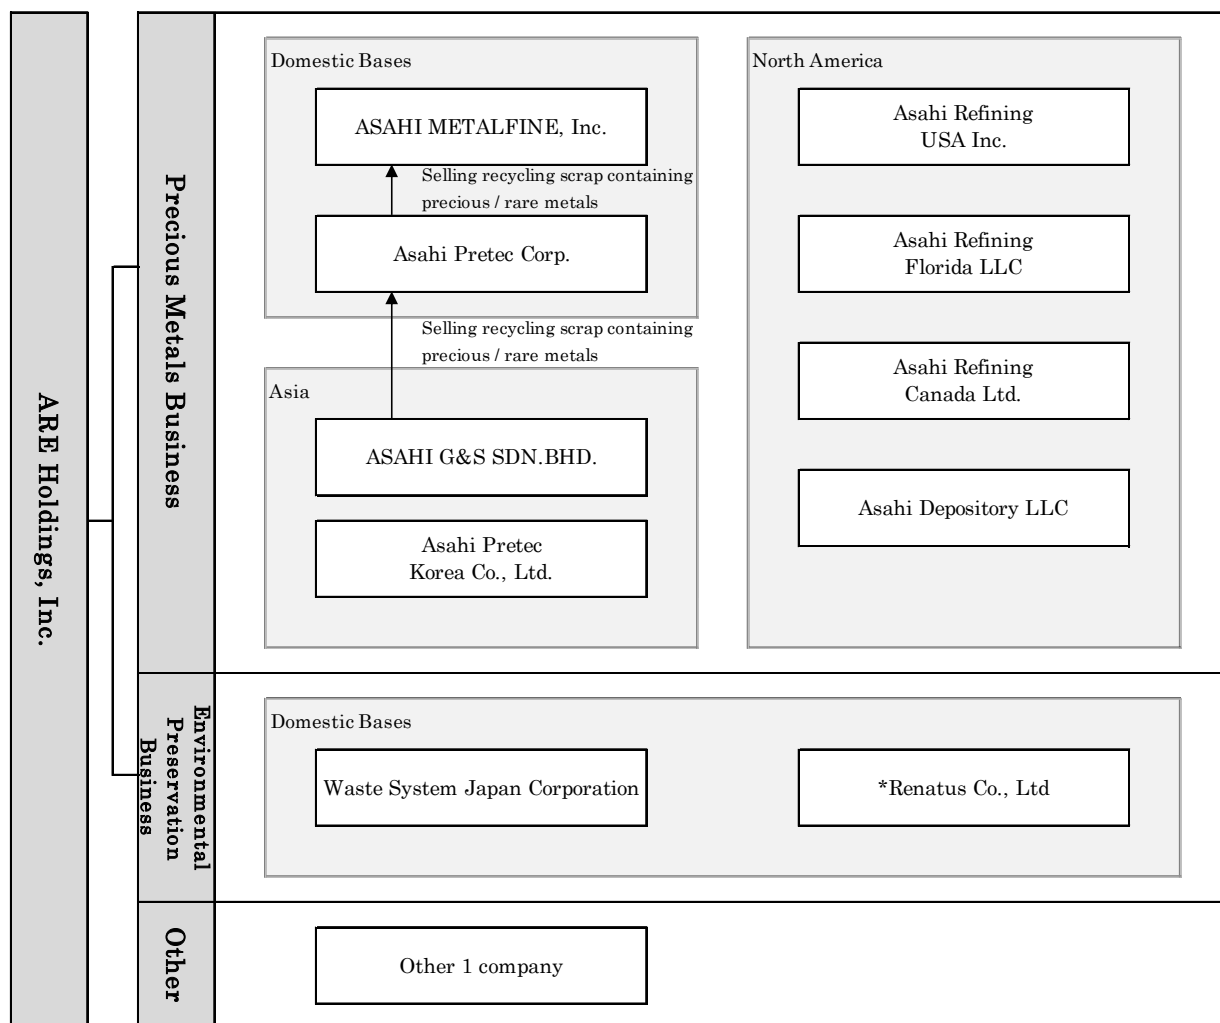 ARE Holdings, Inc.
Precious Metals Business
Domestic Bases
ASAHI METALFINE, Inc.
Selling recycling scrap containing
precious / rare metals
Asahi Pretec Corp.
Selling recycling scrap containing
precious / rare metals
Asia
ASAHI G&S SDN.BHD.
Asahi Pretec
Korea Co., Ltd.
North America
Asahi Refining
USA Inc.
Asahi Refining
Florida LLC
Asahi Refining
Canada Ltd.
Asahi Depository LLC
Environmental
Preservation
Business
Domestic Bases
Waste System Japan Corporation
*Renatus Co., Ltd
Other
Other 1 company